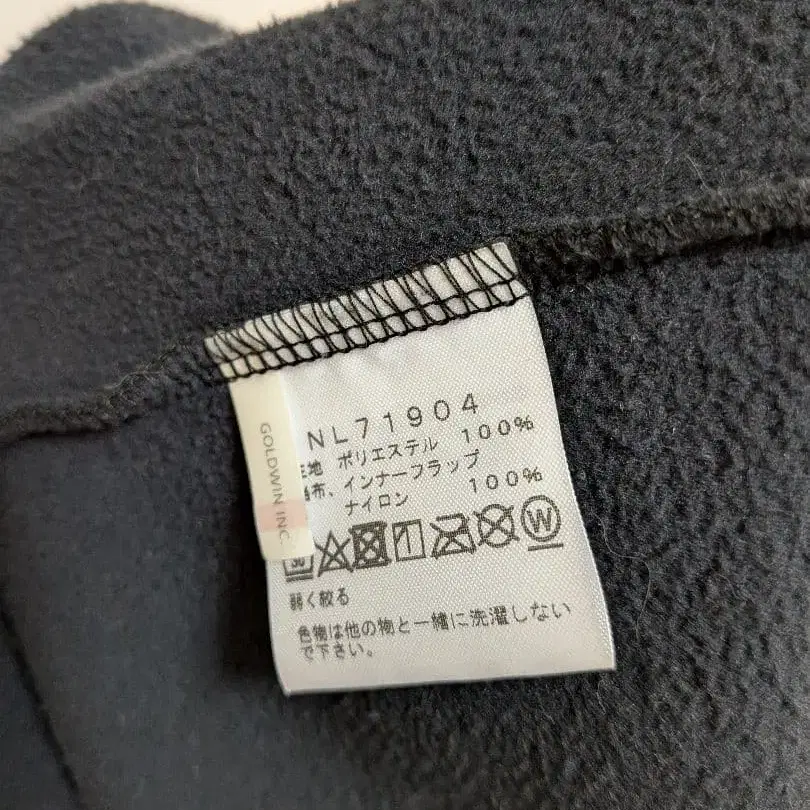 NL71904
地 ポリエステル 100%
布、インナーフラップ
ナイロン 100%
GOLDWIN INC.
30
W
弱く絞る
色物は他の物と一緒に洗濯しない
で下さい。